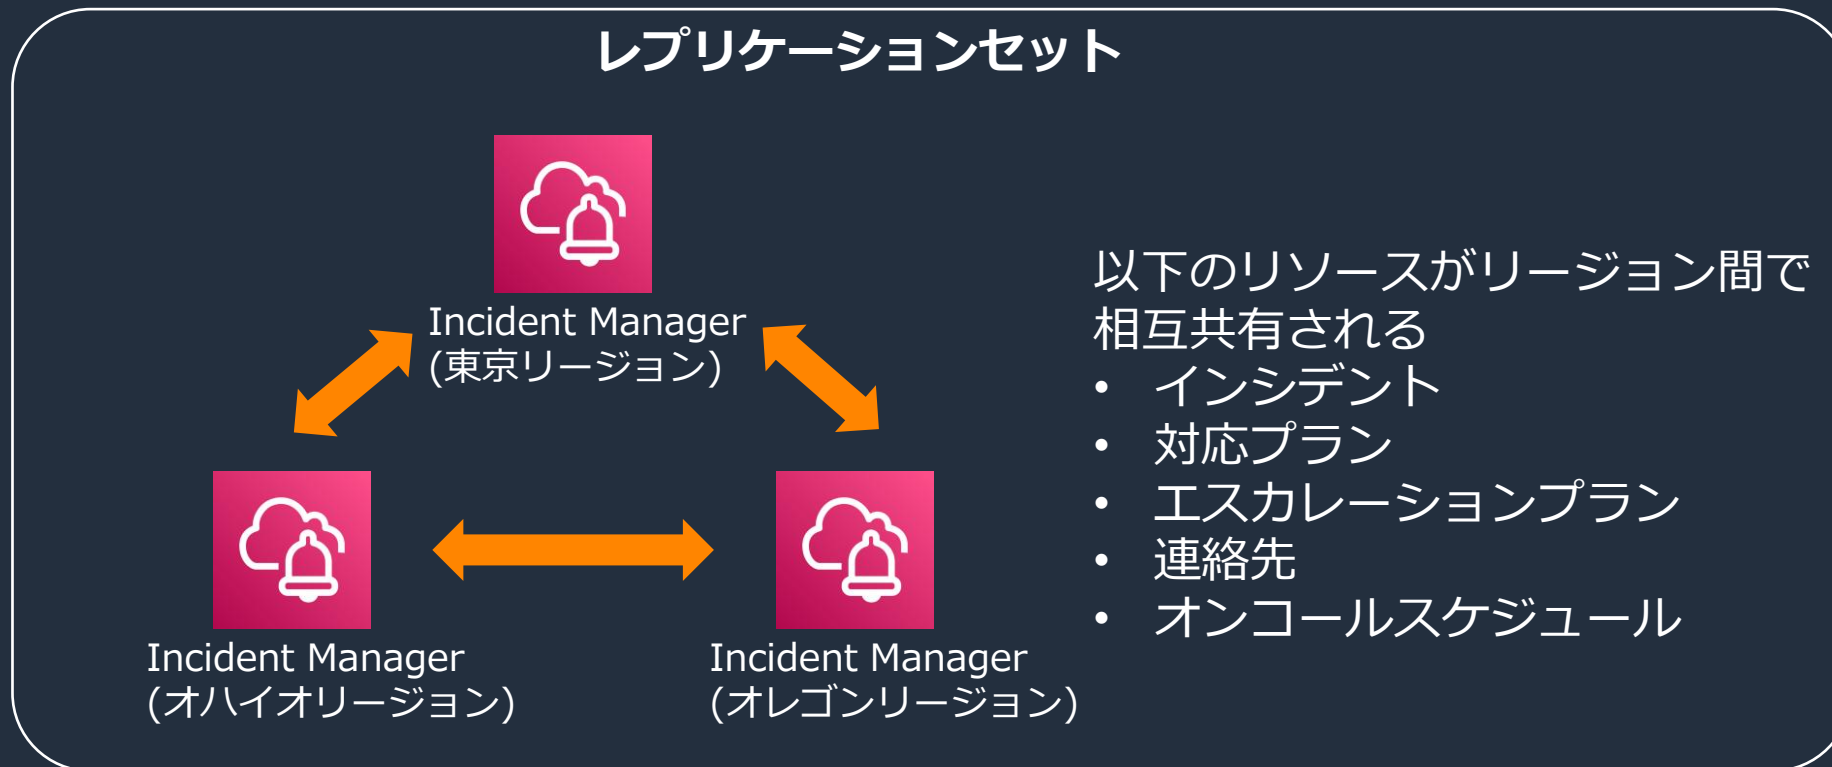 レプリケーションセット
Incident Manager
(東京リージョン)
Incident Manager
(オハイオリージョン)
Incident Manager
(オレゴンリージョン)
以下のリソースがリージョン間で
相互共有される
• インシデント
• 対応プラン
• エスカレーションプラン
• 連絡先
• オンコールスケジュール